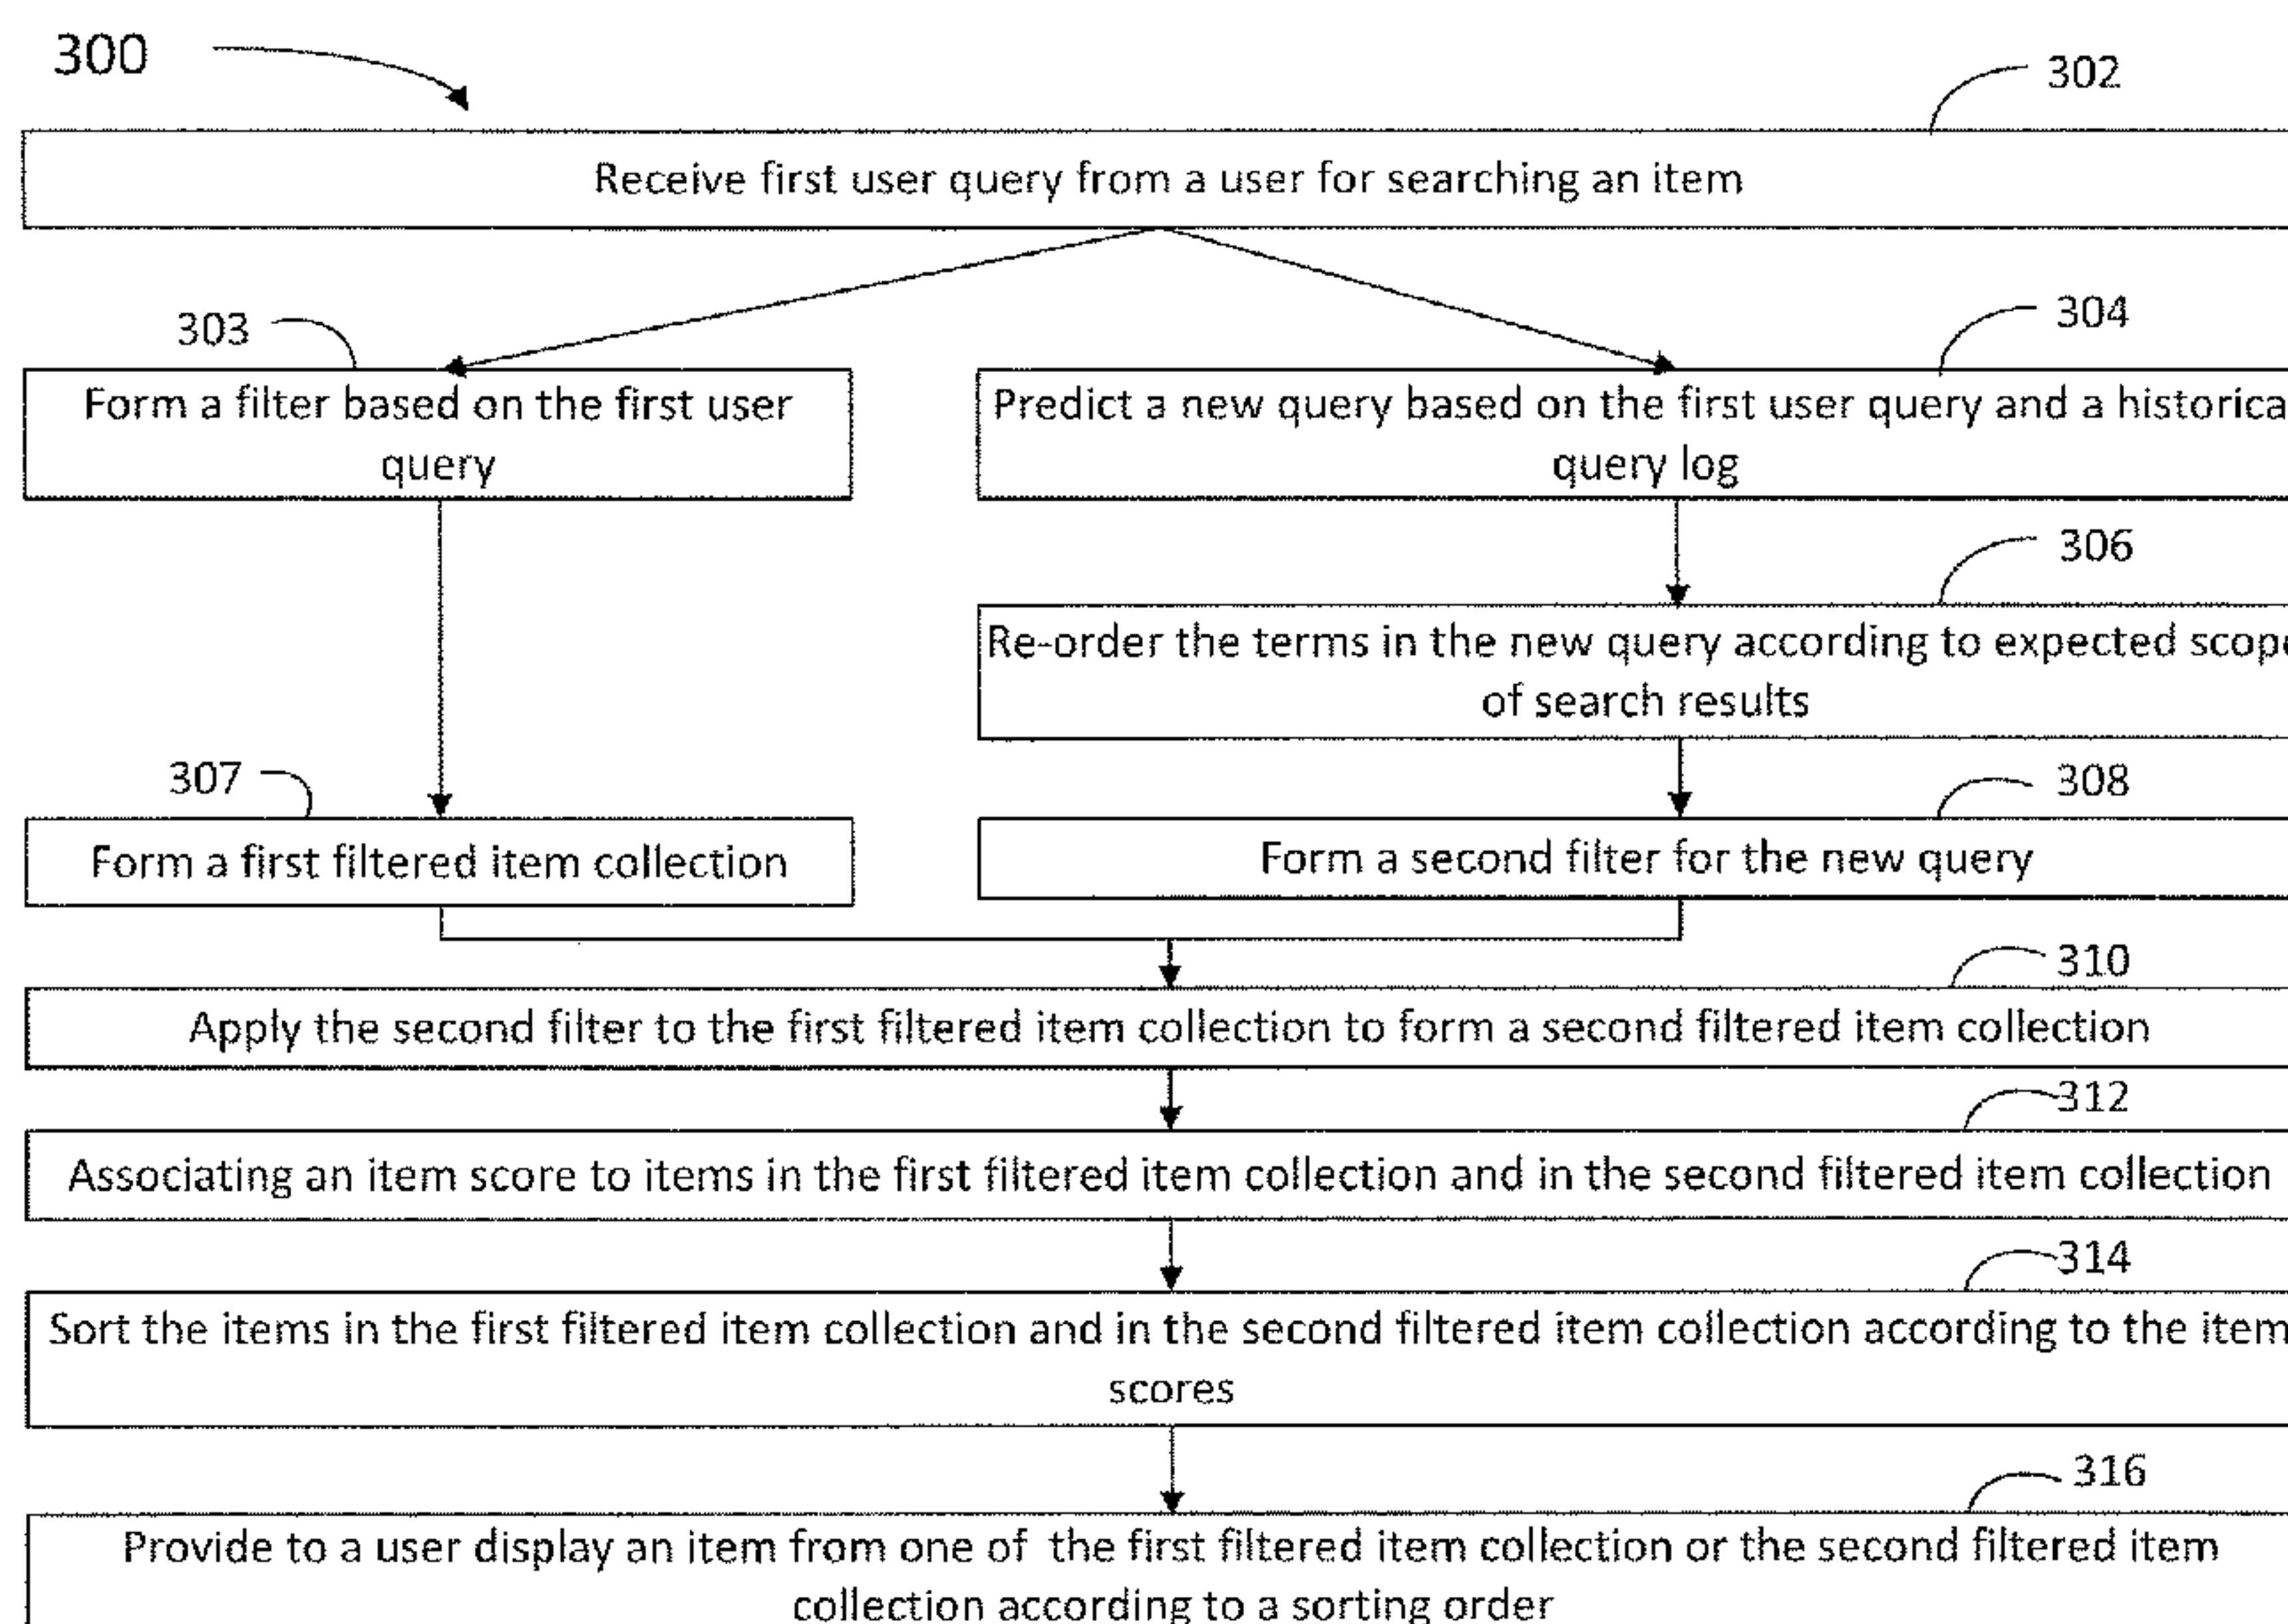 300
302
Receive first user query from a user for searching an item
303
304
Form a filter based on the first user
query
Predict a new query based on the first user query and a historica
query log
306
Re-order the terms in the new query according to expected scope
of search results
307
308
Form a first filtered item collection
Form a second filter for the new query
310
Apply the second filter to the first filtered item collection to form a second filtered item collection
312
Associating an item score to items in the first filtered item collection and in the second filtered item collection
314
Sort the items in the first filtered item collection and in the second filtered item collection according to the item
scores
316
Provide to a user display an item from one of the first filtered item collection or the second filtered item
collection according to a sorting order